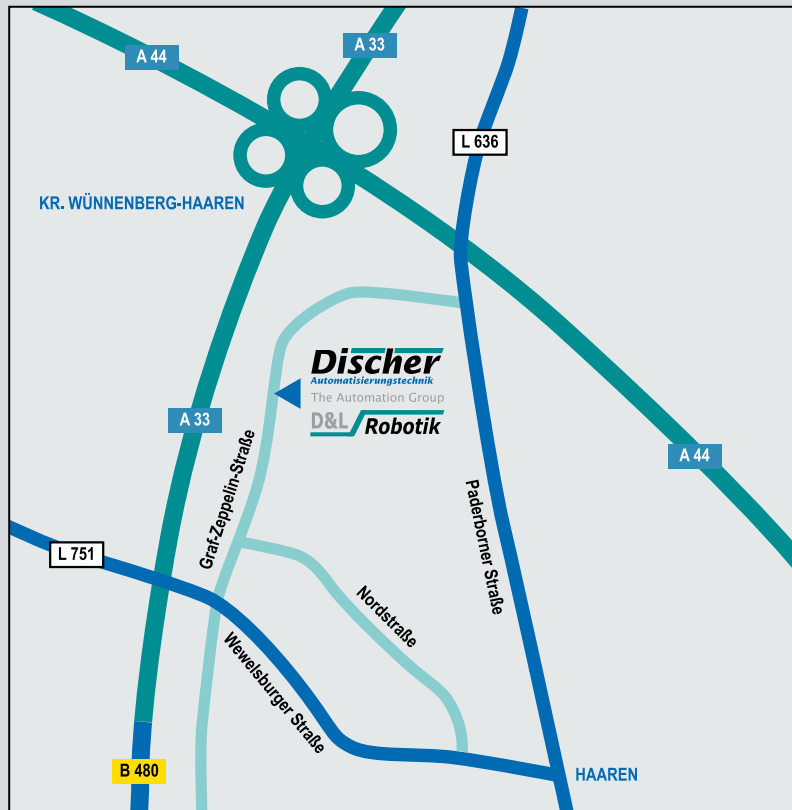 A 44
A 33
L 636
KR. WÜNNENBERG-HAAREN
Discher
Automatisierungstechnik
The Automation Group
D&L Robotik
A 33
Graf-Zeppelin-Straße
A 44
Paderborner Straße
L 751
Nordstraße
Wewelsburger Straße
B 480
HAAREN